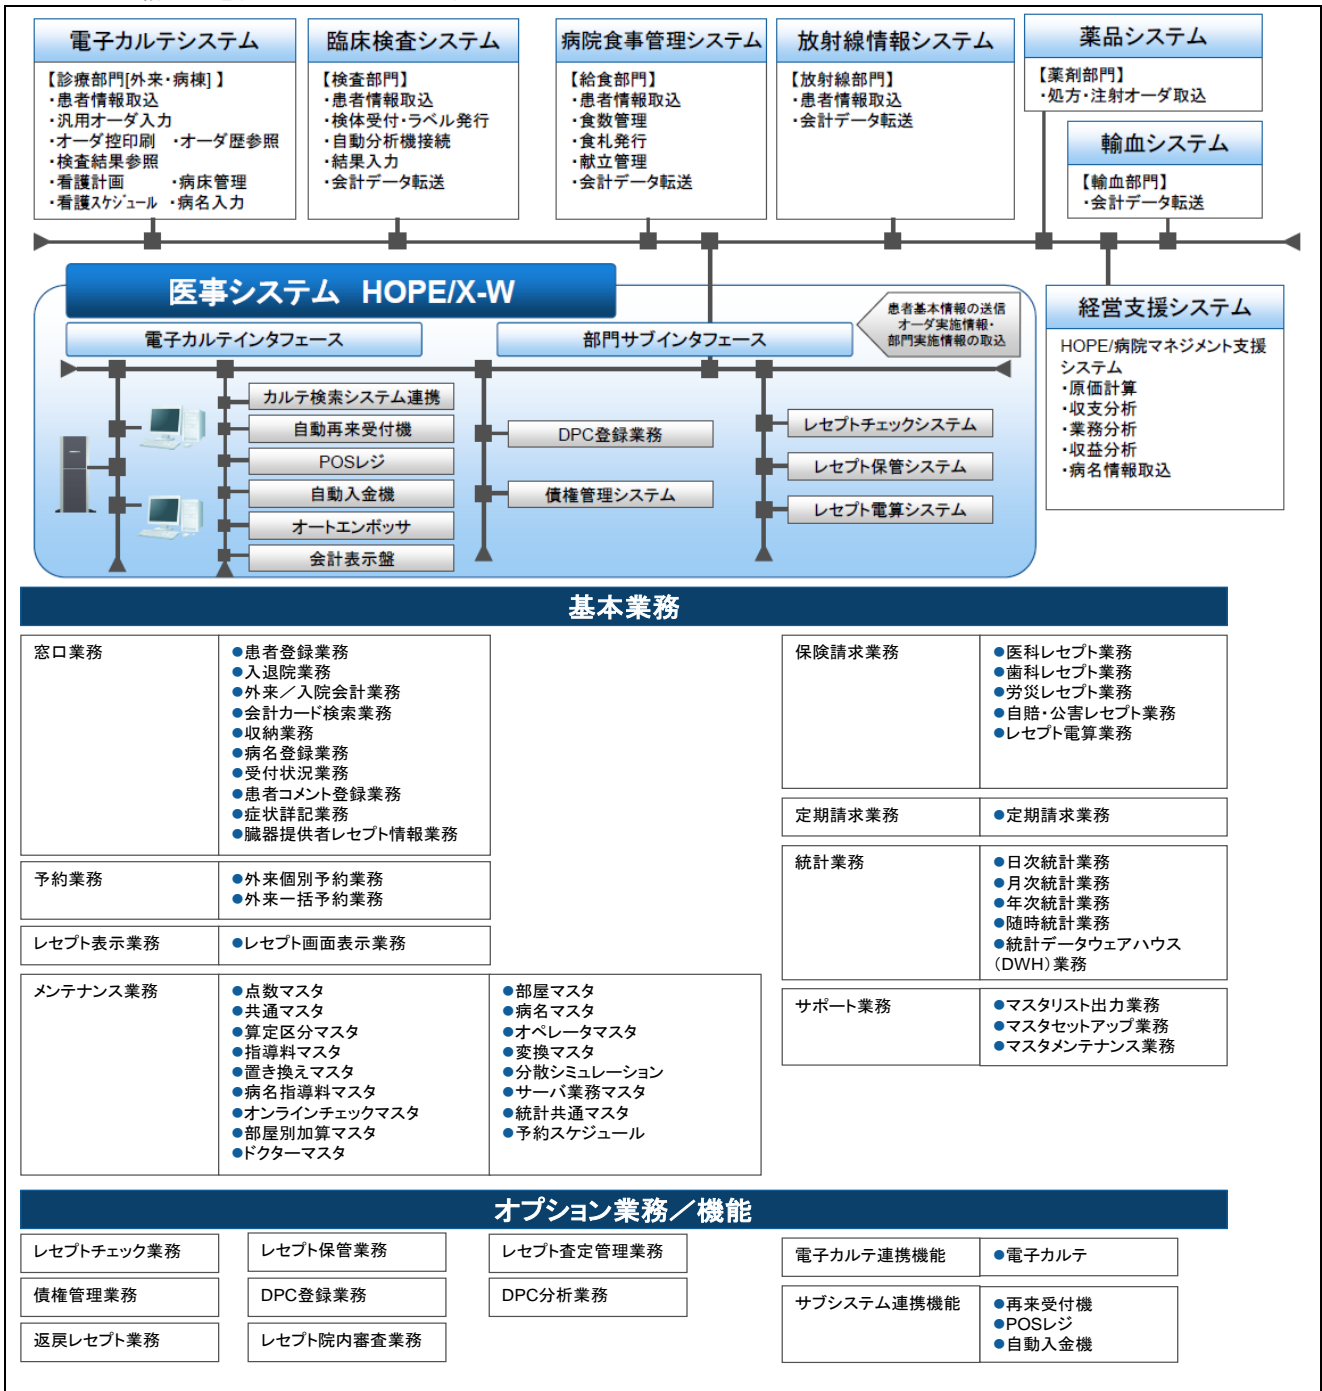 電子カルテシステム
【診療部門[外来・病棟] 】
・患者情報取込
・汎用オーダ入力
・オーダ控印刷 ・オーダ歴参照
・検査結果参照
・看護計画 ・病床管理
・看護スケジュール ・病名入力
臨床検査システム
【検査部門】
・患者情報取込
・検体受付・ラベル発行
・自動分析機接続
・結果入力
・会計データ転送
病院食事管理システム
【給食部門】
・患者情報取込
・食数管理
・食札発行
・献立管理
・会計データ転送
放射線情報システム
【放射線部門】
・患者情報取込
・会計データ転送
薬品システム
【薬剤部門】
・処方・注射オーダ取込
輸血システム
【輸血部門】
・会計データ転送
医事システム HOPE/X-W
電子カルテインタフェース
部門サブインタフェース
患者基本情報の送信
オーダ実施情報・
部門実施情報の取込
カルテ検索システム連携
自動再来受付機
POSレジ
自動入金機
オートエンボッサ
会計表示盤
DPC登録業務
債権管理システム
レセプトチェックシステム
レセプト保管システム
レセプト電算システム
経営支援システム
HOPE/病院マネジメント支援
システム
・原価計算
・収支分析
・業務分析
・収益分析
・病名情報取込
基本業務
窓口業務
●患者登録業務
●入退院業務
●外来／入院会計業務
●会計カード検索業務
●収納業務
●病名登録業務
●受付状況業務
●患者コメント登録業務
●症状詳記業務
●臓器提供者レセプト情報業務
予約業務
●外来個別予約業務
●外来一括予約業務
レセプト表示業務
●レセプト画面表示業務
メンテナンス業務
●点数マスタ
●共通マスタ
●算定区分マスタ
●指導料マスタ
●置き換えマスタ
●病名指導料マスタ
●オンラインチェックマスタ
●部屋別加算マスタ
●ドクターマスタ
●部屋マスタ
●病名マスタ
●オペレータマスタ
●変換マスタ
●分散シミュレーション
●サーバ業務マスタ
●統計共通マスタ
●予約スケジュール
保険請求業務
●医科レセプト業務
●歯科レセプト業務
●労災レセプト業務
●自賠・公害レセプト業務
●レセプト電算業務
定期請求業務
●定期請求業務
統計業務
●日次統計業務
●月次統計業務
●年次統計業務
●随時統計業務
●統計データウェアハウス
（DWH）業務
サポート業務
●マスタリスト出力業務
●マスタセットアップ業務
●マスタメンテナンス業務
オプション業務／機能
レセプトチェック業務
レセプト保管業務
レセプト査定管理業務
債権管理業務
DPC登録業務
DPC分析業務
返戻レセプト業務
レセプト院内審査業務
電子カルテ連携機能
●電子カルテ
サブシステム連携機能
●再来受付機
●POSレジ
●自動入金機